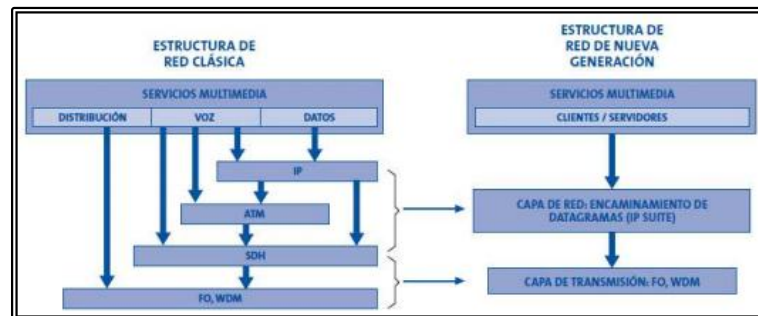 ESTRUCTURA DE
RED CLÁSICA
SERVICIOS MULTIMEDIA
DISTRIBUCIÓN VOZ DATOS
IP
ATM
SDH
FO, WDM
ESTRUCTURA DE
RED DE NUEVA
GENERACIÓN
SERVICIOS MULTIMEDIA
CLIENTES / SERVIDORES
CAPA DE RED: ENCAMINAMIENTO DE
DATAGRAMAS (IP SUITE)
CAPA DE TRANSMISIÓN: FO, WDM